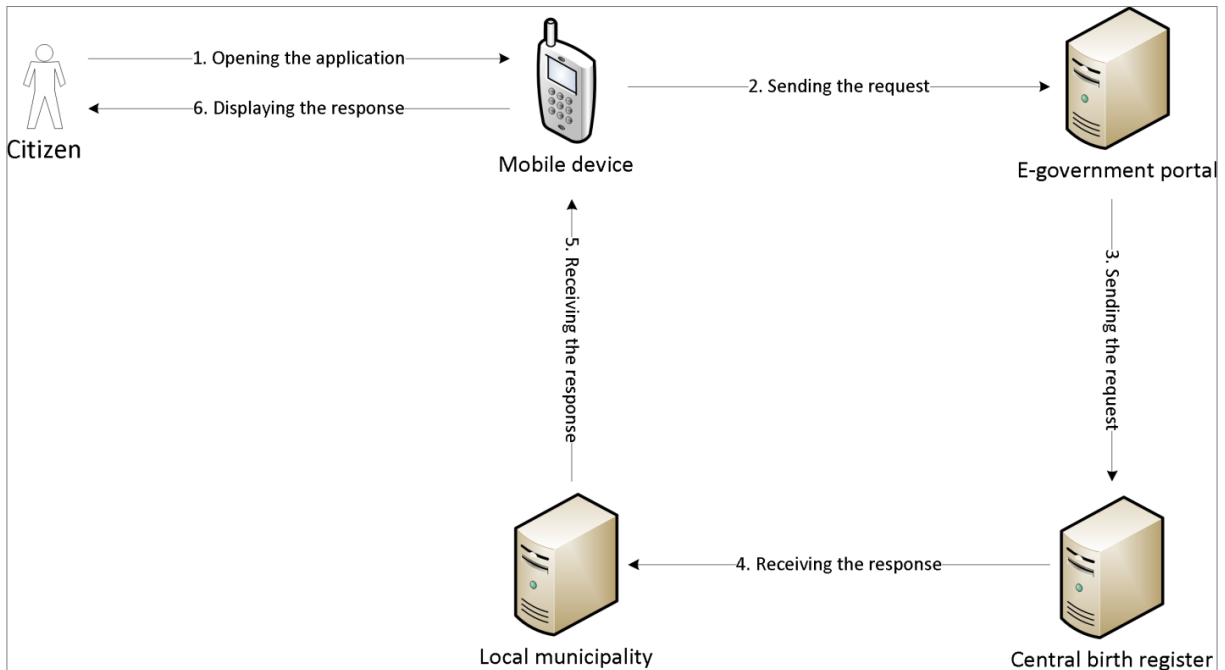 1. Opening the application
6. Displaying the response
2. Sending the request
Citizen
Mobile device
E-government portal
5. Receiving the response
3. Sending the request
4. Receiving the response
Local municipality
Central birth register